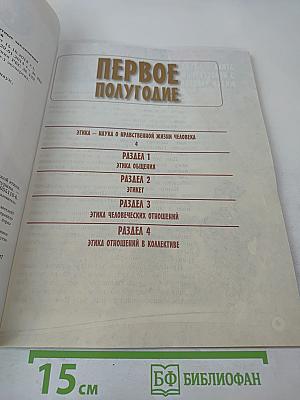 ПЕРВОЕ
ПОЛУГОДИЕ
ЭТИКА – НАУКА О НРАВСТВЕННОЙ ЖИЗНИ ЧЕЛОВЕКА
4
РАЗДЕЛ 1
ЭТИКА ОБЩЕНИЯ
РАЗДЕЛ 2
ЭТИКЕТ
РАЗДЕЛ 3
ЭТИКА ЧЕЛОВЕЧЕСКИХ ОТНОШЕНИЙ
РАЗДЕЛ 4
ЭТИКА ОТНОШЕНИЙ В КОЛЛЕКТИВЕ
15 см
БФ БИБЛИОФАН